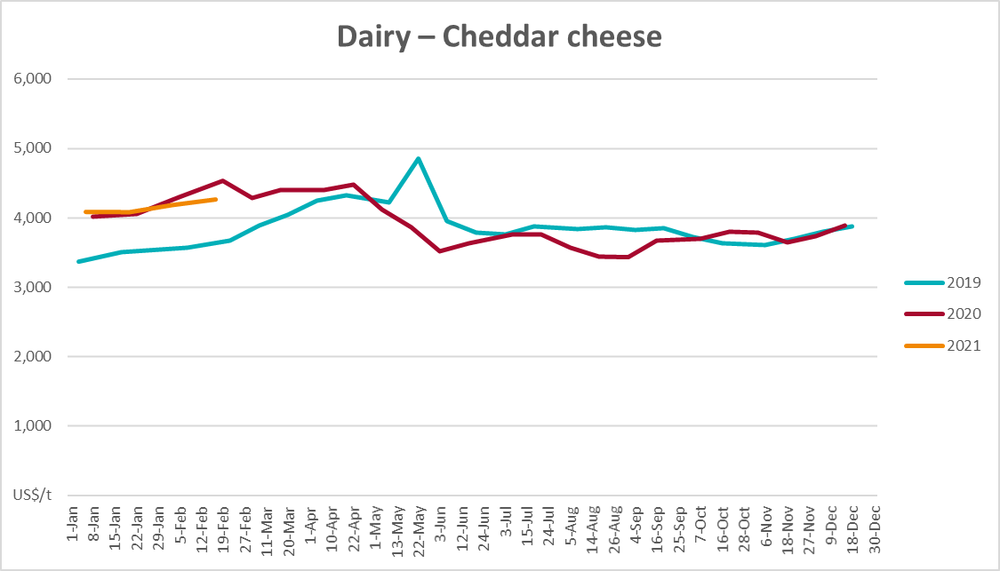 Dairy – Cheddar cheese
6,000
5,000
4,000
3,000
2,000
1,000
US$/t
1-Jan
8-Jan
15-Jan
22-Jan
29-Jan
5-Feb
12-Feb
19-Feb
27-Feb
11-Mar
20-Mar
1-Apr
10-Apr
22-Apr
1-May
13-May
22-May
3-Jun
12-Jun
24-Jun
3-Jul
15-Jul
24-Jul
5-Aug
14-Aug
26-Aug
4-Sep
16-Sep
25-Sep
7-Oct
16-Oct
28-Oct
6-Nov
18-Nov
27-Nov
9-Dec
18-Dec
30-Dec
2019
2020
2021